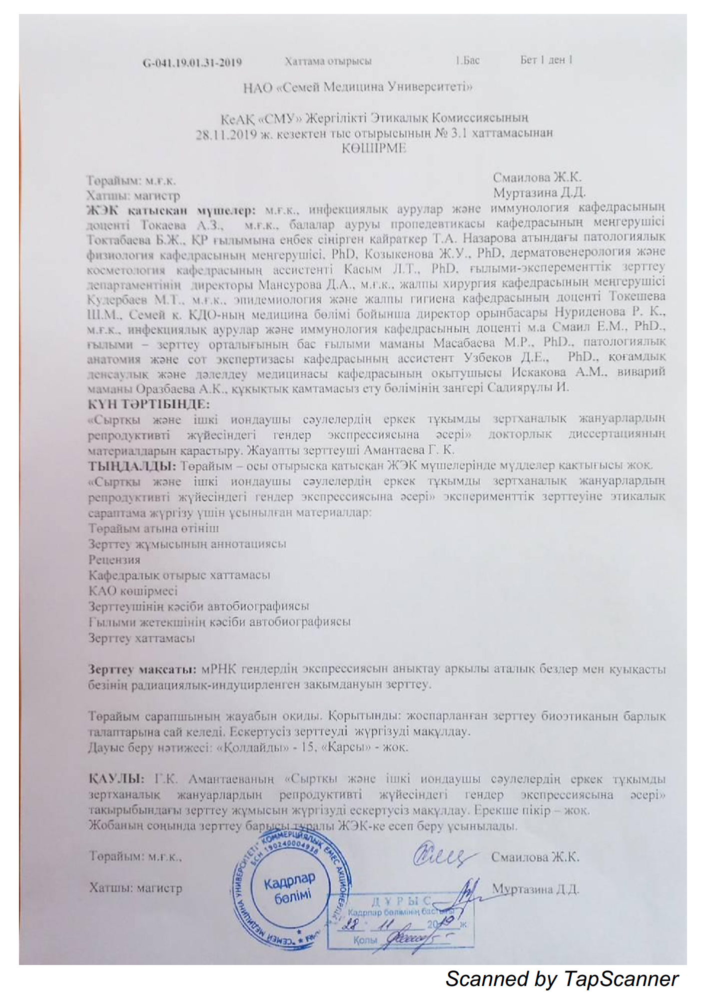 G-041.19.01.31-2019 Хаттама отырысы 1.Бас Бет 1 ден 1
НАО «Семей Медицина Университеті»
КеАҚ «СМУ» Жергілікті Этикалық Комиссиясының
28.11.2019 ж. кезектен тыс отырысының № 3.1 хаттамасынан
КӨШІРМЕ
Төрайым: м.ғ.к. Смаилова Ж.К.
Хатшы: магистр Муртазина Д.Д.
ЖЭК қатысқан мүшелер: м.ғ.к., инфекциялық аурулар және иммунология кафедрасының
доценті Токаева А.З., м.ғ.к., балалар ауруы пропедевтикасы кафедрасының меңгерушісі
Токтабаева Б.Ж., ҚР ғылымына еңбек сіңірген қайраткер Т.А. Назарова атындағы патологиялық
физиология кафедрасының меңгерушісі, PhD, Козыкенова Ж.У., PhD, дерматовенерология және
косметология кафедрасының ассистенті Касым Л.Т., PhD, ғылыми-эксперементтік зерттеу
департаментінің директоры Мансурова Д.А., м.ғ.к., жалпы хирургия кафедрасының меңгерушісі
Кудербаев М.Т., м.ғ.к., эпидемиология және жалпы гигиена кафедрасының доценті Токешева
Ш.М., Семей к. КДО-ның медицина бөлімі бойынша директор орынбасары Нуриденова Р. К.,
м.ғ.к., инфекциялық аурулар және иммунология кафедрасының доценті м.а Смаил Е.М., PhD.,
ғылыми – зерттеу орталығының бас ғылыми маманы Масабаева М.Р., PhD., патологиялық
анатомия және сот экспертизасы кафедрасының ассистент Узбеков Д.Е., PhD., қоғамдық
денсаулық және дәлелдеу медицинасы кафедрасының оқытушысы Искакова А.М., виварий
маманы Оразбаева А.К., құқықтық қамтамасыз ету бөлімінің заңгері Садиярұлы И.
КҮН ТӘРТІБІНДЕ:
«Сыртқы және ішкі иондаушы сәулелердің еркек тұқымды зертханалық жануарлардың
репродуктивті жүйесіндегі гендер экспрессиясына әсері» докторлық диссертацияның
материалдарын қарастыру. Жауапты зерттеуші Амантаева Г. К.
ТЫҢДАЛДЫ: Төрайым – осы отырысқа қатысқан ЖЭК мүшелерінде мүдделер қақтығысы жоқ.
«Сыртқы және ішкі иондаушы сәулелердің еркек тұқымды зертханалық жануарлардың
репродуктивті жүйесіндегі гендер экспрессиясына әсері» эксперименттік зерттеуіне этикалық
сараптама жүргізу үшін ұсынылған материалдар:
Төрайым атына өтініш
Зерттеу жұмысының аннотациясы
Рецензия
Кафедралық отырыс хаттамасы
КАО көшірмесі
Зерттеушінің кәсіби автобиографиясы
Ғылыми жетекшінің кәсіби автобиографиясы
Зерттеу хаттамасы
Зерттеу мақсаты: мРНК гендердің экспрессиясын анықтау арқылы аталық бездер мен қуықасты
безінің радиациялық-индуцирленген зақымдануын зерттеу.
Төрайым сарапшының жауабын оқиды. Қорытынды: жоспарланған зерттеу биоэтиканың барлық
талаптарына сай келеді. Ескертусіз зерттеуді жүргізуді мақұлдау.
Дауыс беру нәтижесі: «Қолдайды» - 15, «Қарсы» - жоқ.
ҚАУЛЫ: Г.К. Амантаеваның «Сыртқы және ішкі иондаушы сәулелердің еркек тұқымды
зертханалық жануарлардың репродуктивті жүйесіндегі гендер экспрессиясына әсері»
тақырыбындағы зерттеу жұмысын жүргізуді ескертусіз мақұлдау. Ерекше пікір – жоқ.
Жобаның соңында зерттеу барысы туралы ЖЭК-ке есеп беру ұсынылады.
Төрайым: м.ғ.к., Смаилова Ж.К.
Хатшы: магистр Муртазина Д.Д.
"СЕМЕЙ МЕДИЦИНА УНИВЕРСИТЕТІ" КОММЕРЦИЯЛЫҚ ЕМЕС АКЦИОНЕРЛІК
БСН 190240004938
Кадрлар
бөлімі
ДҰРЫС
Кадрлар бөлімінің бастығы
28 11 2019 ж
Қолы
Scanned by TapScanner